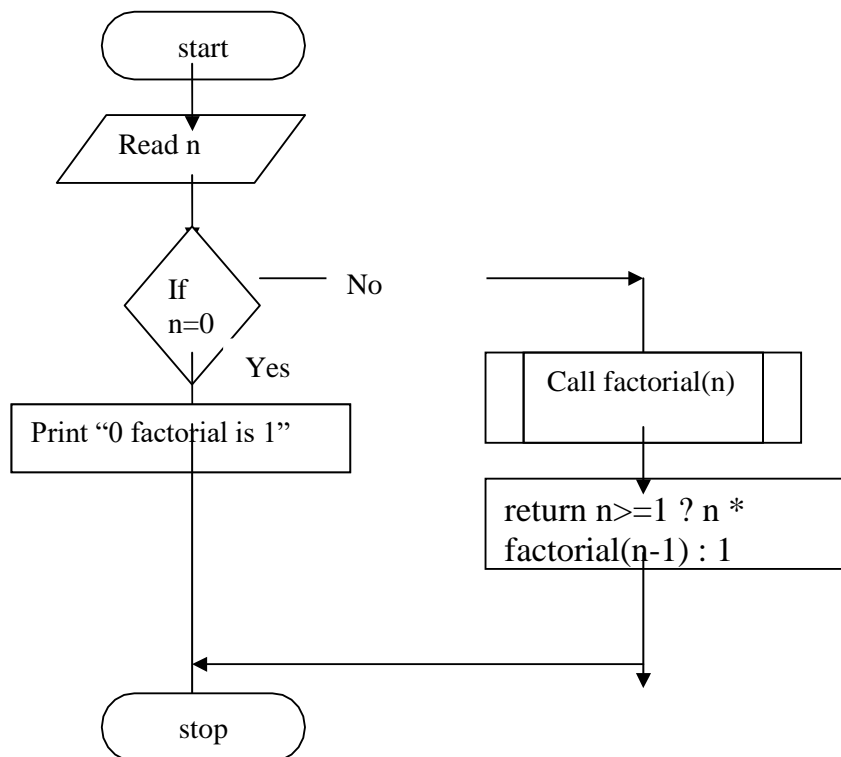 start
Read n
If
n=0
No
Yes
Call factorial(n)
Print “0 factorial is 1”
return n>=1 ? n *
factorial(n-1) : 1
stop